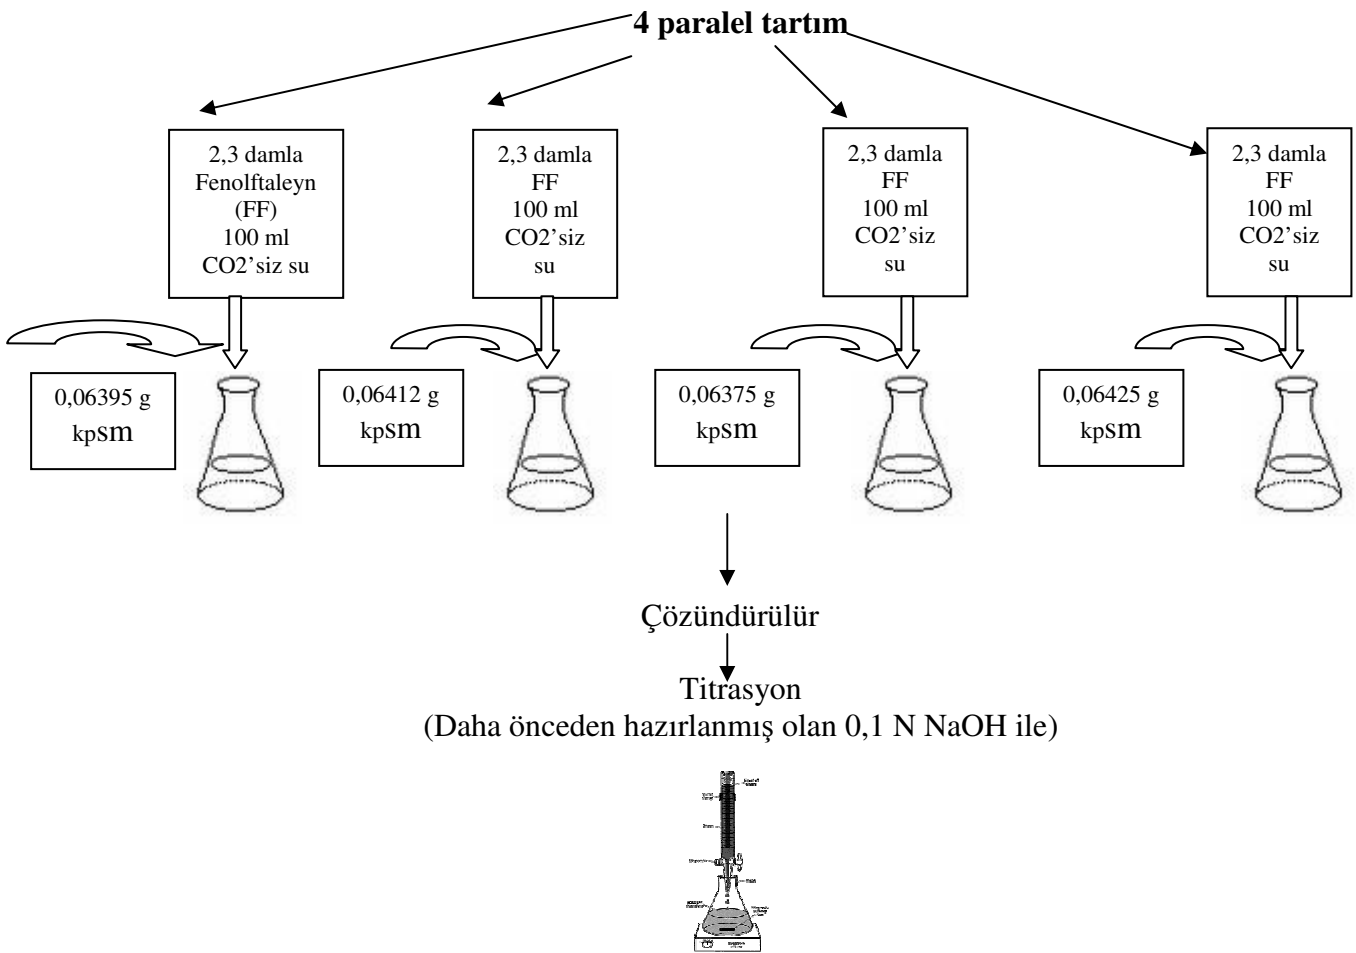 4 paralel tartım
2,3 damla
Fenolftaleyn
(FF)
100 ml
CO2’siz su
2,3 damla
FF
100 ml
CO2’siz
su
2,3 damla
FF
100 ml
CO2’siz
su
2,3 damla
FF
100 ml
CO2’siz
su
0,06395 g
kpsm
0,06412 g
kpsm
0,06375 g
kpsm
0,06425 g
kpsm
Çözündürülür
Titrasyon
(Daha önceden hazırlanmış olan 0,1 N NaOH ile)